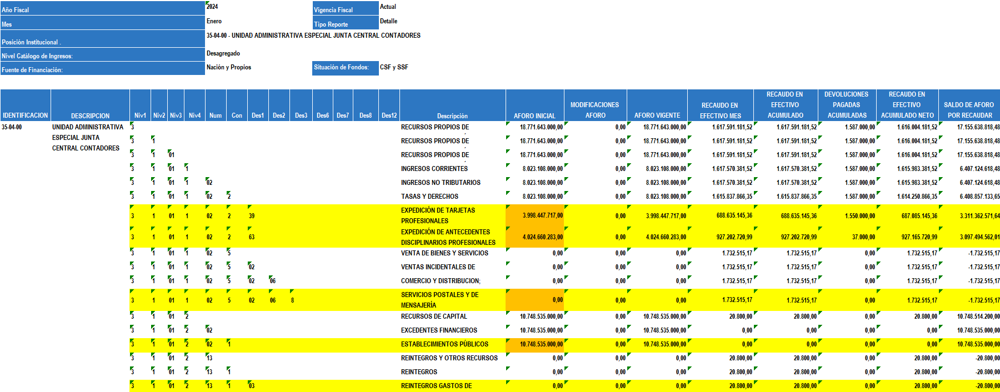 Año Fiscal 2024 Vigencia Fiscal Actual
Mes Enero Tipo Reporte Detalle
Posición Institucional . 35-04-00 - UNIDAD ADMINISTRATIVA ESPECIAL JUNTA CENTRAL CONTADORES
Nivel Catálogo de Ingresos: Desagregado
Fuente de Financiación: Nación y Propios Situación de Fondos: CSF y SSF
IDENTIFICACION DESCRIPCION Niv1 Niv2 Niv3 Niv4 Num Con Des1 Des2 Des3 Des6 Des7 Des8 Des12 Descripción AFORO INICIAL MODIFICACIONES AFORO AFORO VIGENTE RECAUDO EN EFECTIVO MES RECAUDO EN EFECTIVO ACUMULADO DEVOLUCIONES PAGADAS ACUMULADAS RECAUDO EN EFECTIVO ACUMULADO NETO SALDO DE AFORO POR RECAUDAR
35-04-00 UNIDAD ADMINISTRATIVA ESPECIAL JUNTA CENTRAL CONTADORES 3 RECURSOS PROPIOS DE 18.771.643.000,00 0,00 18.771.643.000,00 1.617.591.181,52 1.617.591.181,52 1.587.000,00 1.616.004.181,52 17.155.638.818,48
3 1 RECURSOS PROPIOS DE 18.771.643.000,00 0,00 18.771.643.000,00 1.617.591.181,52 1.617.591.181,52 1.587.000,00 1.616.004.181,52 17.155.638.818,48
3 1 01 RECURSOS PROPIOS DE 18.771.643.000,00 0,00 18.771.643.000,00 1.617.591.181,52 1.617.591.181,52 1.587.000,00 1.616.004.181,52 17.155.638.818,48
3 1 01 1 INGRESOS CORRIENTES 8.023.108.000,00 0,00 8.023.108.000,00 1.617.570.381,52 1.617.570.381,52 1.587.000,00 1.615.983.381,52 6.407.124.618,48
3 1 01 1 02 INGRESOS NO TRIBUTARIOS 8.023.108.000,00 0,00 8.023.108.000,00 1.617.570.381,52 1.617.570.381,52 1.587.000,00 1.615.983.381,52 6.407.124.618,48
3 1 01 1 02 2 TASAS Y DERECHOS 8.023.108.000,00 0,00 8.023.108.000,00 1.615.837.866,35 1.615.837.866,35 1.587.000,00 1.614.250.866,35 6.408.857.133,65
3 1 01 1 02 2 39 EXPEDICIÓN DE TARJETAS PROFESIONALES 3.998.447.717,00 0,00 3.998.447.717,00 688.635.145,36 688.635.145,36 1.550.000,00 687.085.145,36 3.311.362.571,64
3 1 01 1 02 2 63 EXPEDICIÓN DE ANTECEDENTES DISCIPLINARIOS PROFESIONALES 4.024.660.283,00 0,00 4.024.660.283,00 927.202.720,99 927.202.720,99 37.000,00 927.165.720,99 3.097.494.562,01
3 1 01 1 02 5 VENTA DE BIENES Y SERVICIOS 0,00 0,00 0,00 1.732.515,17 1.732.515,17 0,00 1.732.515,17 -1.732.515,17
3 1 01 1 02 5 02 VENTAS INCIDENTALES DE 0,00 0,00 0,00 1.732.515,17 1.732.515,17 0,00 1.732.515,17 -1.732.515,17
3 1 01 1 02 5 02 06 COMERCIO Y DISTRIBUCION; 0,00 0,00 0,00 1.732.515,17 1.732.515,17 0,00 1.732.515,17 -1.732.515,17
3 1 01 1 02 5 02 06 8 SERVICIOS POSTALES Y DE MENSAJERÍA 0,00 0,00 0,00 1.732.515,17 1.732.515,17 0,00 1.732.515,17 -1.732.515,17
3 1 01 2 RECURSOS DE CAPITAL 10.748.535.000,00 0,00 10.748.535.000,00 20.800,00 20.800,00 0,00 20.800,00 10.748.514.200,00
3 1 01 2 02 EXCEDENTES FINANCIEROS 10.748.535.000,00 0,00 10.748.535.000,00 0,00 0,00 0,00 0,00 10.748.535.000,00
3 1 01 2 02 1 ESTABLECIMIENTOS PÚBLICOS 10.748.535.000,00 0,00 10.748.535.000,00 0,00 0,00 0,00 0,00 10.748.535.000,00
3 1 01 2 13 REINTEGROS Y OTROS RECURSOS 0,00 0,00 0,00 20.800,00 20.800,00 0,00 20.800,00 -20.800,00
3 1 01 2 13 1 REINTEGROS 0,00 0,00 0,00 20.800,00 20.800,00 0,00 20.800,00 -20.800,00
3 1 01 2 13 1 03 REINTEGROS GASTOS DE 0,00 0,00 0,00 20.800,00 20.800,00 0,00 20.800,00 -20.800,00